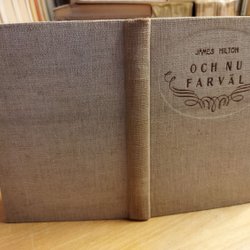 JAMES HILTON
OCH NU
FARVÄL